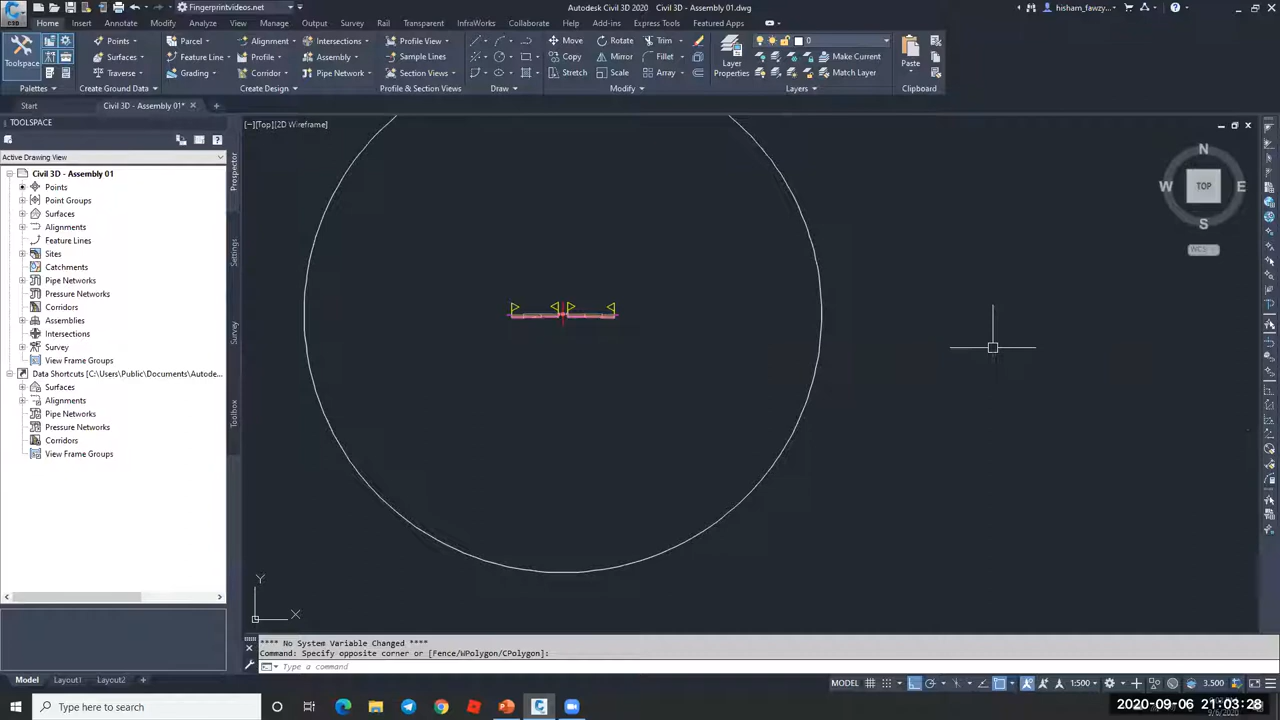 Fingerprintvideos.net
Autodesk Civil 3D 2020 Civil 3D - Assembly 01.dwg
hisham_fawzy...
C3D
Home Insert Annotate Modify Analyze View Manage Output Survey Rail Transparent InfraWorks Collaborate Help Add-ins Express Tools Featured Apps
Toolspace
Points
Surfaces
Traverse
Parcel
Feature Line
Grading
Alignment
Profile
Corridor
Intersections
Assembly
Pipe Network
Profile View
Sample Lines
Section Views
Move
Copy
Stretch
Rotate
Mirror
Scale
Trim
Fillet
Array
Layer
Properties
0
Make Current
Match Layer
Paste
Palettes Create Ground Data Create Design Profile & Section Views Draw Modify Layers Clipboard
Start Civil 3D - Assembly 01*
TOOLSPACE
Active Drawing View
Civil 3D - Assembly 01
Points
Point Groups
Surfaces
Alignments
Feature Lines
Sites
Catchments
Pipe Networks
Pressure Networks
Corridors
Assemblies
Intersections
Survey
View Frame Groups
Data Shortcuts [C:\Users\Public\Documents\Autode...
Surfaces
Alignments
Pipe Networks
Pressure Networks
Corridors
View Frame Groups
Prospector
Settings
Survey
Toolbox
[−][Top][2D Wireframe]
N
W TOP E
S
WCS
Y
X
**** No System Variable Changed ****
Command: Specify opposite corner or [Fence/WPolygon/CPolygon]:
Type a command
Model Layout1 Layout2
MODEL 1:500 3.500
Type here to search
2020-09-06 21:03:28